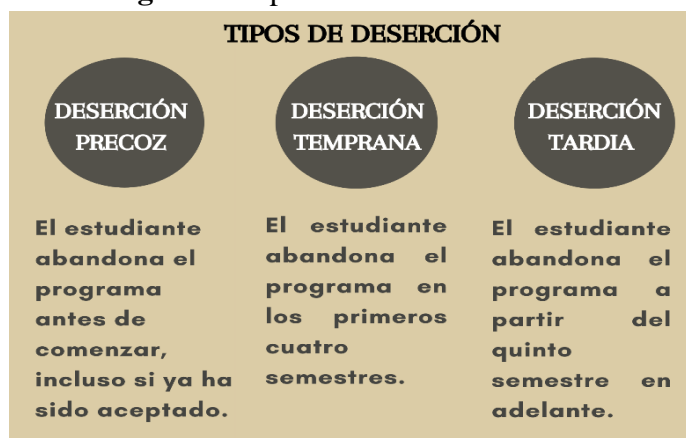 TIPOS DE DESERCIÓN
DESERCIÓN
PRECOZ
El estudiante
abandona el
programa
antes de
comenzar,
incluso si ya ha
sido aceptado.
DESERCIÓN
TEMPRANA
El estudiante
abandona el
programa en
los primeros
cuatro
semestres.
DESERCIÓN
TARDIA
El estudiante
abandona el
programa a
partir del
quinto
semestre en
adelante.